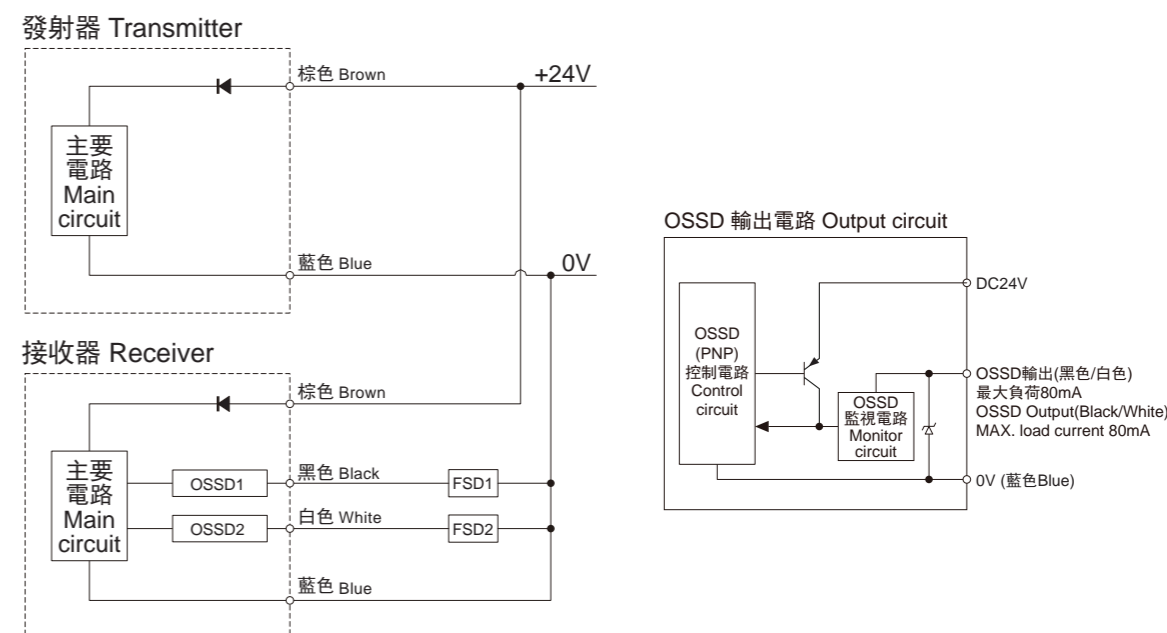 發射器 Transmitter
棕色 Brown
+24V
主要
電路
Main
circuit
藍色 Blue
0V
接收器 Receiver
棕色 Brown
主要
電路
Main
circuit
OSSD1
黑色 Black
FSD1
OSSD2
白色 White
FSD2
藍色 Blue
OSSD 輸出電路 Output circuit
DC24V
OSSD
(PNP)
控制電路
Control
circuit
OSSD
監視電路
Monitor
circuit
OSSD輸出(黑色/白色)
最大負荷80mA
OSSD Output(Black/White)
MAX. load current 80mA
0V (藍色Blue)